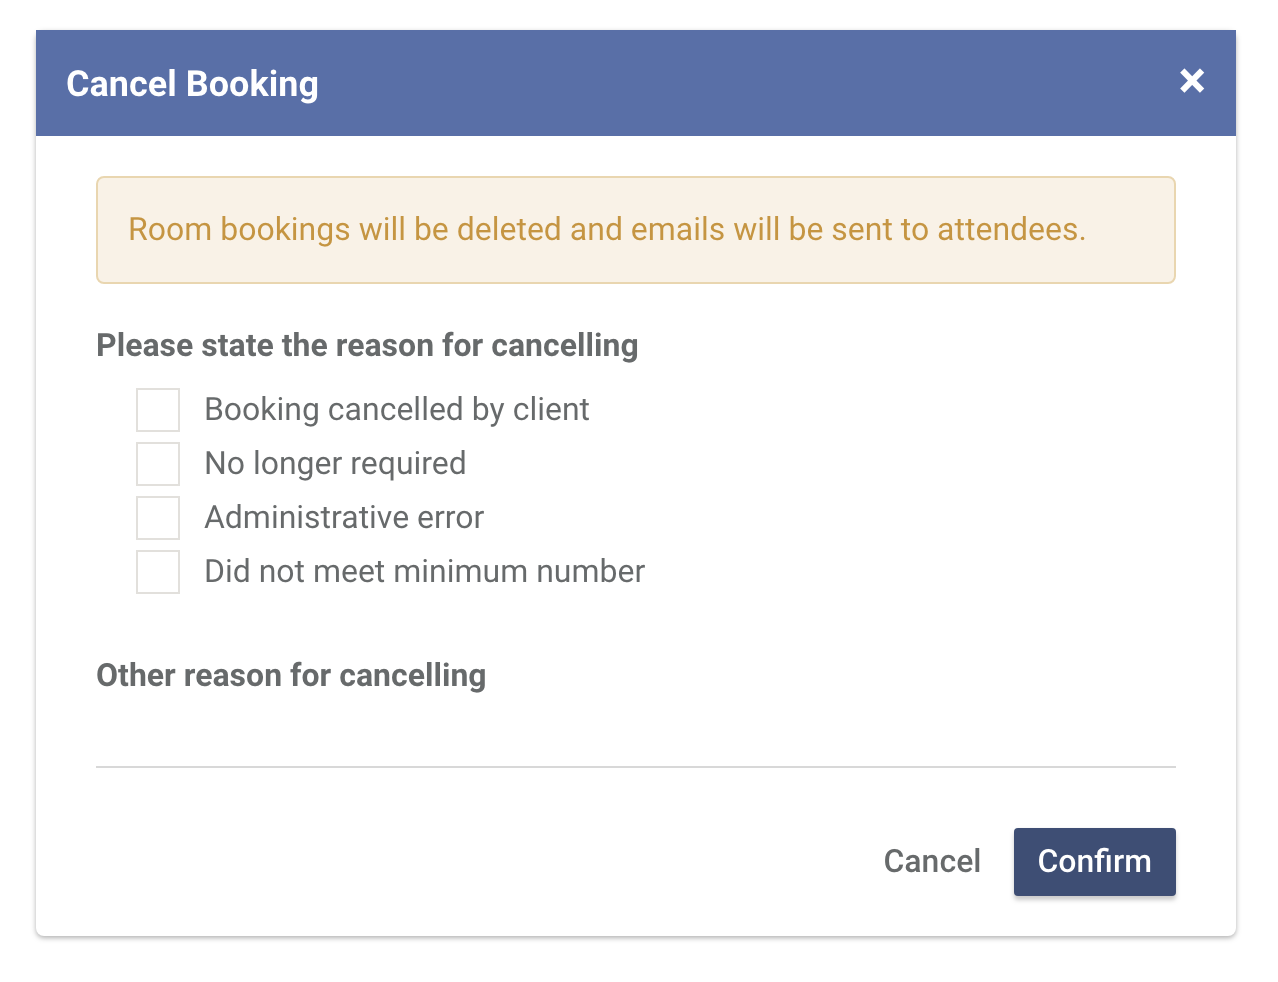 Cancel Booking
Room bookings will be deleted and emails will be sent to attendees.
Please state the reason for cancelling
Booking cancelled by client
No longer required
Administrative error
Did not meet minimum number
Other reason for cancelling
Cancel Confirm